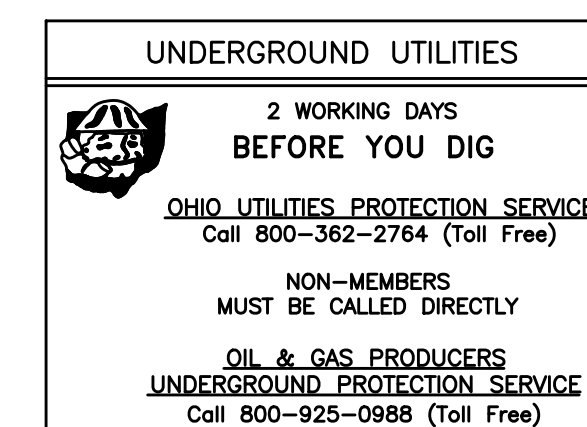 UNDERGROUND UTILITIES
2 WORKING DAYS
BEFORE YOU DIG
OHIO UTILITIES PROTECTION SERVICE
Call 800-362-2764 (Toll Free)
NON-MEMBERS
MUST BE CALLED DIRECTLY
OIL & GAS PRODUCERS
UNDERGROUND PROTECTION SERVICE
Call 800-925-0988 (Toll Free)